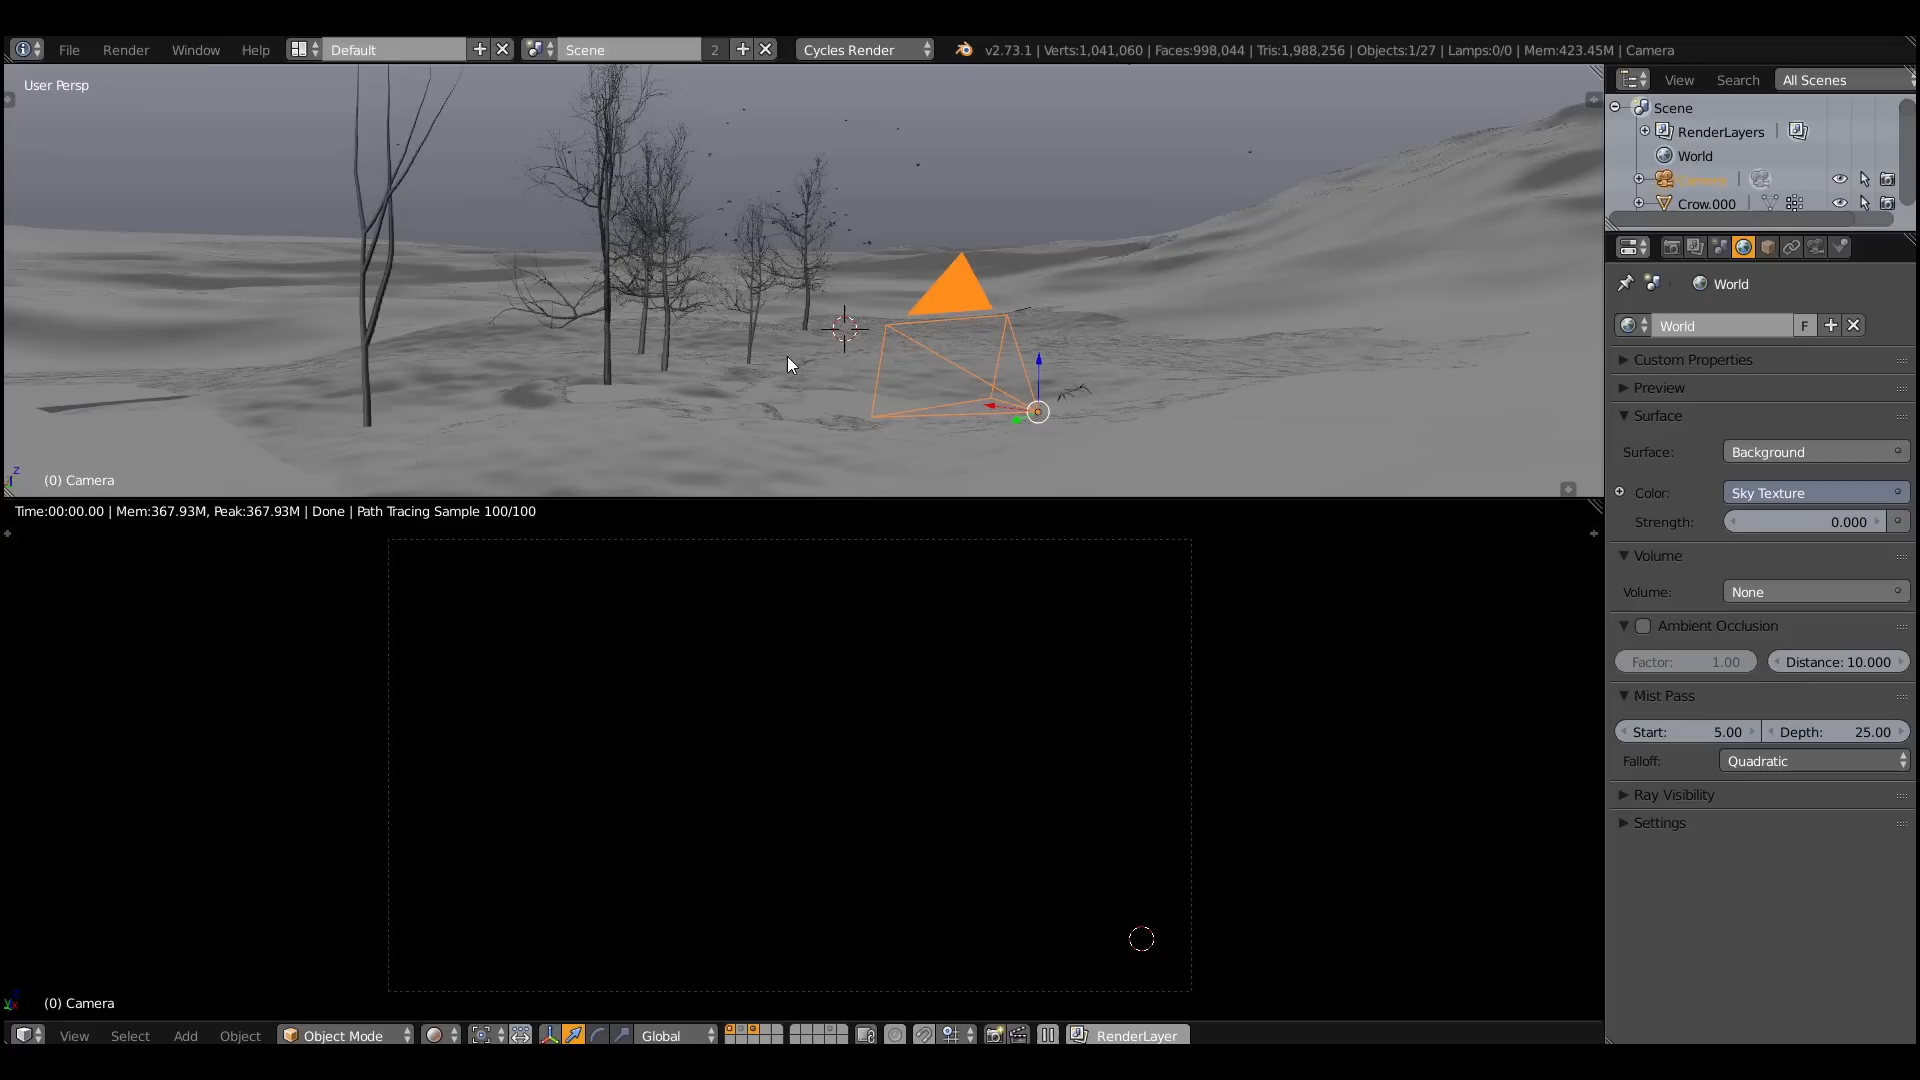 File Render Window Help Default Scene 2 Cycles Render v2.73.1 | Verts:1,041,060 | Faces:998,044 | Tris:1,988,256 | Objects:1/27 | Lamps:0/0 | Mem:423.45M | Camera
User Persp
View Search All Scenes
Scene
RenderLayers |
World
Camera |
Crow.000
World
World F
Custom Properties
Preview
Surface
Surface: Background
Color: Sky Texture
Strength: 0.000
Volume
Volume: None
Ambient Occlusion
Factor: 1.00 Distance: 10.000
Mist Pass
Start: 5.00 Depth: 25.00
Falloff: Quadratic
Ray Visibility
Settings
z
(0) Camera
Time:00:00.00 | Mem:367.93M, Peak:367.93M | Done | Path Tracing Sample 100/100
(0) Camera
View Select Add Object Object Mode Global RenderLayer